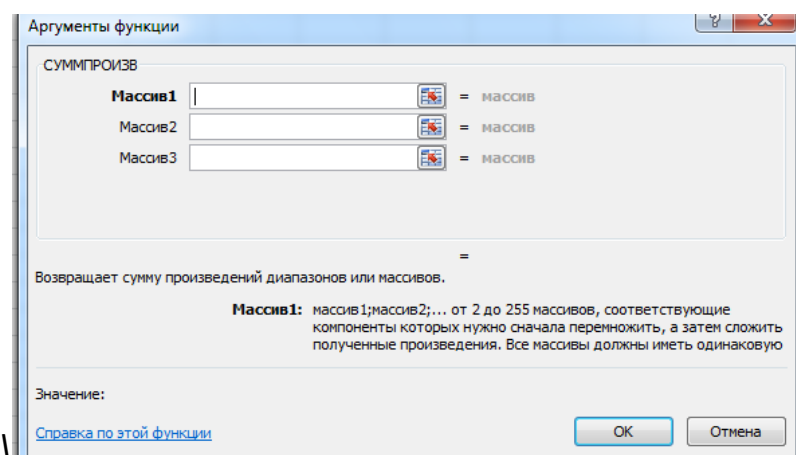 Аргументы функции
СУММПРОИЗВ
Массив1 = массив
Массив2 = массив
Массив3 = массив
=
Возвращает сумму произведений диапазонов или массивов.
Массив1: массив1;массив2;... от 2 до 255 массивов, соответствующие
компоненты которых нужно сначала перемножить, а затем сложить
полученные произведения. Все массивы должны иметь одинаковую
Значение:
Справка по этой функции
ОК Отмена
\